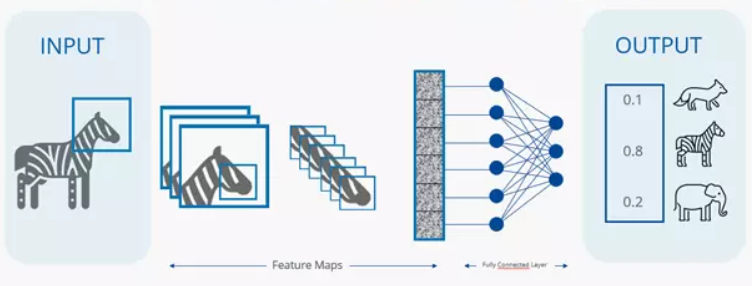 INPUT
OUTPUT
0.1
0.8
0.2
Feature Maps
Fully Connected Layer